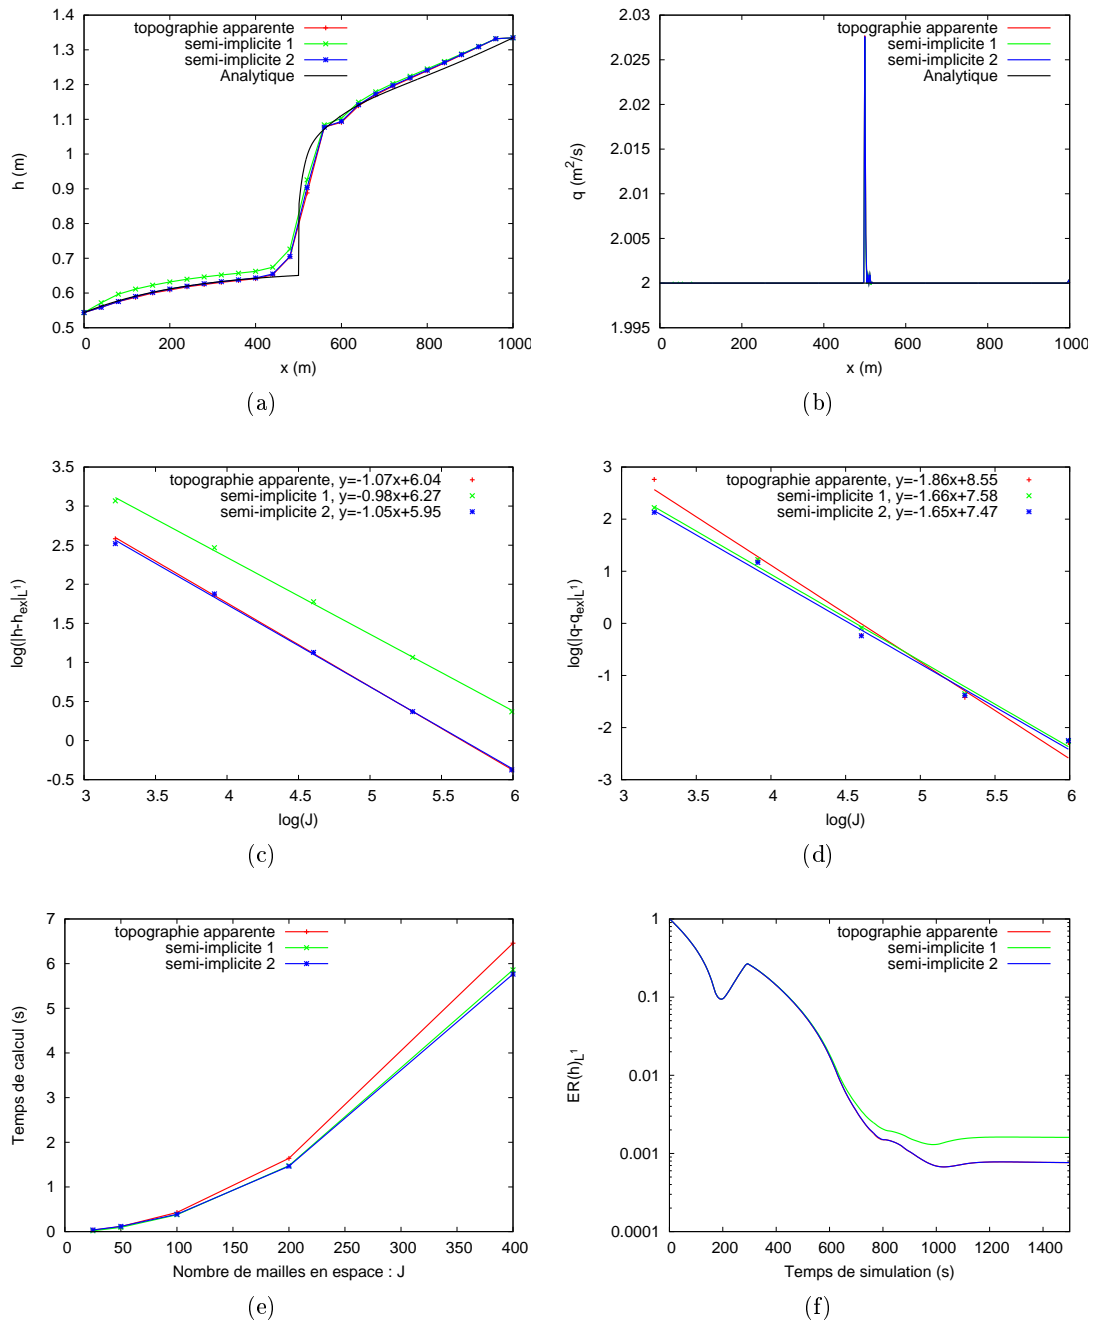 topographie apparente
semi-implicite 1
semi-implicite 2
Analytique
h (m)
1.4
1.3
1.2
1.1
1
0.9
0.8
0.7
0.6
0.5
0
200
400
600
800
1000
x (m)
(a)
topographie apparente
semi-implicite 1
semi-implicite 2
Analytique
q (m²/s)
2.03
2.025
2.02
2.015
2.01
2.005
2
1.995
0
200
400
600
800
1000
x (m)
(b)
topographie apparente, y=-1.07x+6.04
semi-implicite 1, y=-0.98x+6.27
semi-implicite 2, y=-1.05x+5.95
log(|h-hex|L1)
3.5
3
2.5
2
1.5
1
0.5
0
-0.5
3
3.5
4
4.5
5
5.5
6
log(J)
(c)
topographie apparente, y=-1.86x+8.55
semi-implicite 1, y=-1.66x+7.58
semi-implicite 2, y=-1.65x+7.47
log(|q-qex|L1)
3
2
1
0
-1
-2
-3
3
3.5
4
4.5
5
5.5
6
log(J)
(d)
topographie apparente
semi-implicite 1
semi-implicite 2
Temps de calcul (s)
7
6
5
4
3
2
1
0
0
50
100
150
200
250
300
350
400
Nombre de mailles en espace : J
(e)
topographie apparente
semi-implicite 1
semi-implicite 2
ER(h)L1
1
0.1
0.01
0.001
0.0001
0
200
400
600
800
1000
1200
1400
Temps de simulation (s)
(f)